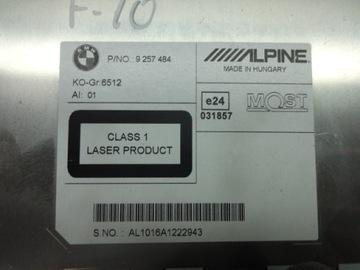 F-10
P/NO.: 9 257 484
ALPINE
MADE IN HUNGARY
KO-Gr.6512
AI: 01
e24
MOST
031857
CLASS 1
LASER PRODUCT
S.NO.: AL1016A1222943